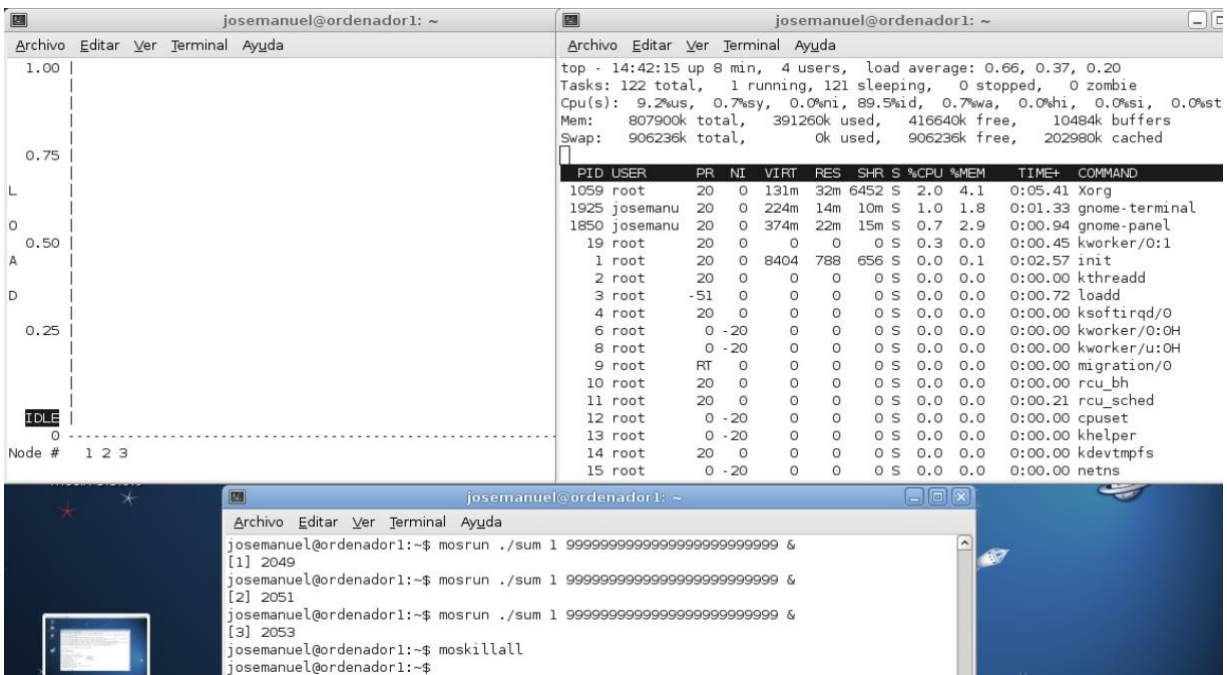 josemanuel@ordenador1: ~
Archivo Editar Ver Terminal Ayuda
1.00 |
0.75 |
L
O
0.50 |
A
D
0.25 |
IDLE |
0 ------------------------------------------------
Node # 1 2 3
josemanuel@ordenador1: ~
Archivo Editar Ver Terminal Ayuda
top - 14:42:15 up 8 min, 4 users, load average: 0.66, 0.37, 0.20
Tasks: 122 total, 1 running, 121 sleeping, 0 stopped, 0 zombie
Cpu(s): 9.2%us, 0.7%sy, 0.0%ni, 89.5%id, 0.7%wa, 0.0%hi, 0.0%si, 0.0%st
Mem: 807900k total, 391260k used, 416640k free, 10484k buffers
Swap: 906236k total, 0k used, 906236k free, 202980k cached
PID USER PR NI VIRT RES SHR S %CPU %MEM TIME+ COMMAND
1059 root 20 0 131m 32m 6452 S 2.0 4.1 0:05.41 Xorg
1925 josemanu 20 0 224m 14m 10m S 1.0 1.8 0:01.33 gnome-terminal
1850 josemanu 20 0 374m 22m 15m S 0.7 2.9 0:00.94 gnome-panel
19 root 20 0 0 0 0 S 0.3 0.0 0:00.45 kworker/0:1
1 root 20 0 8404 788 656 S 0.0 0.1 0:02.57 init
2 root 20 0 0 0 0 S 0.0 0.0 0:00.00 kthreadd
3 root -51 0 0 0 0 S 0.0 0.0 0:00.72 loadd
4 root 20 0 0 0 0 S 0.0 0.0 0:00.00 ksoftirqd/0
6 root 0 -20 0 0 0 S 0.0 0.0 0:00.00 kworker/0:0H
8 root 0 -20 0 0 0 S 0.0 0.0 0:00.00 kworker/u:0H
9 root RT 0 0 0 0 S 0.0 0.0 0:00.00 migration/0
10 root 20 0 0 0 0 S 0.0 0.0 0:00.00 rcu_bh
11 root 20 0 0 0 0 S 0.0 0.0 0:00.21 rcu_sched
12 root 0 -20 0 0 0 S 0.0 0.0 0:00.00 cpuset
13 root 0 -20 0 0 0 S 0.0 0.0 0:00.00 khelper
14 root 20 0 0 0 0 S 0.0 0.0 0:00.00 kdevtmpfs
15 root 0 -20 0 0 0 S 0.0 0.0 0:00.00 netns
josemanuel@ordenador1: ~
Archivo Editar Ver Terminal Ayuda
josemanuel@ordenador1:~$ mosrun ./sum 1 9999999999999999999999999 &
[1] 2049
josemanuel@ordenador1:~$ mosrun ./sum 1 9999999999999999999999999 &
[2] 2051
josemanuel@ordenador1:~$ mosrun ./sum 1 9999999999999999999999999 &
[3] 2053
josemanuel@ordenador1:~$ moskillall
josemanuel@ordenador1:~$